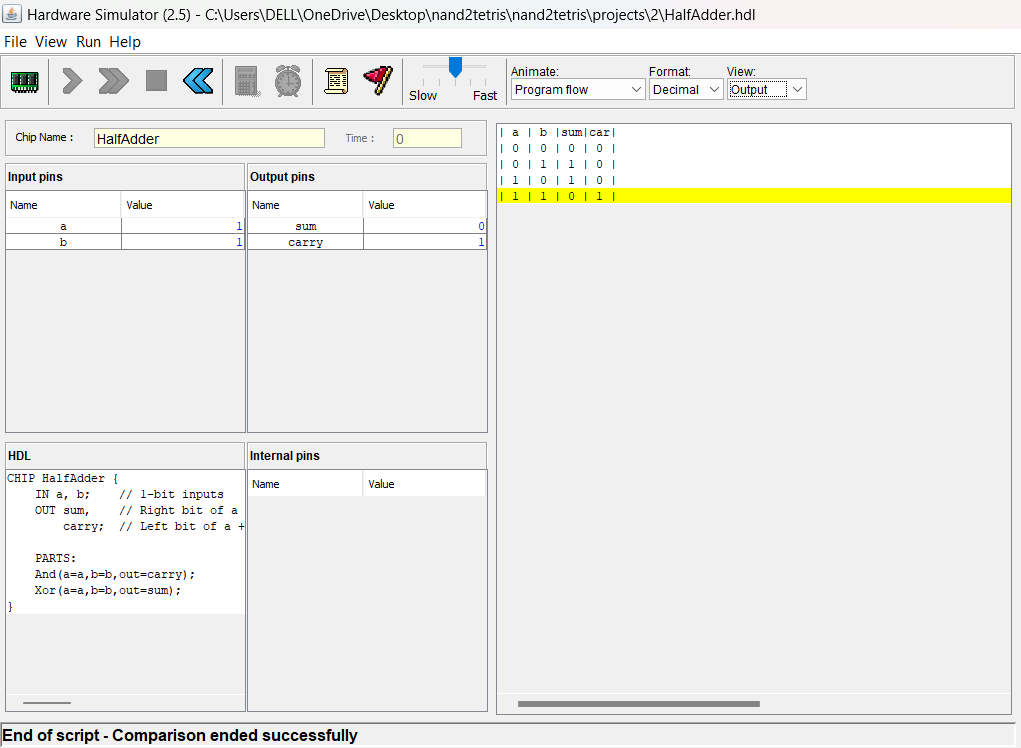 Hardware Simulator (2.5) - C:\Users\DELL\OneDrive\Desktop\nand2tetris\nand2tetris\projects\2\HalfAdder.hdl
File View Run Help
Slow Fast
Animate: Format: View:
Program flow Decimal Output
Chip Name : HalfAdder Time : 0
Input pins
Name Value
a 1
b 1
Output pins
Name Value
sum 0
carry 1
HDL
CHIP HalfAdder {
    IN a, b;    // 1-bit inputs
    OUT sum,    // Right bit of a
        carry;  // Left bit of a +
    PARTS:
    And(a=a,b=b,out=carry);
    Xor(a=a,b=b,out=sum);
}
Internal pins
Name Value
| a | b |sum|car|
| 0 | 0 | 0 | 0 |
| 0 | 1 | 1 | 0 |
| 1 | 0 | 1 | 0 |
| 1 | 1 | 0 | 1 |
End of script - Comparison ended successfully